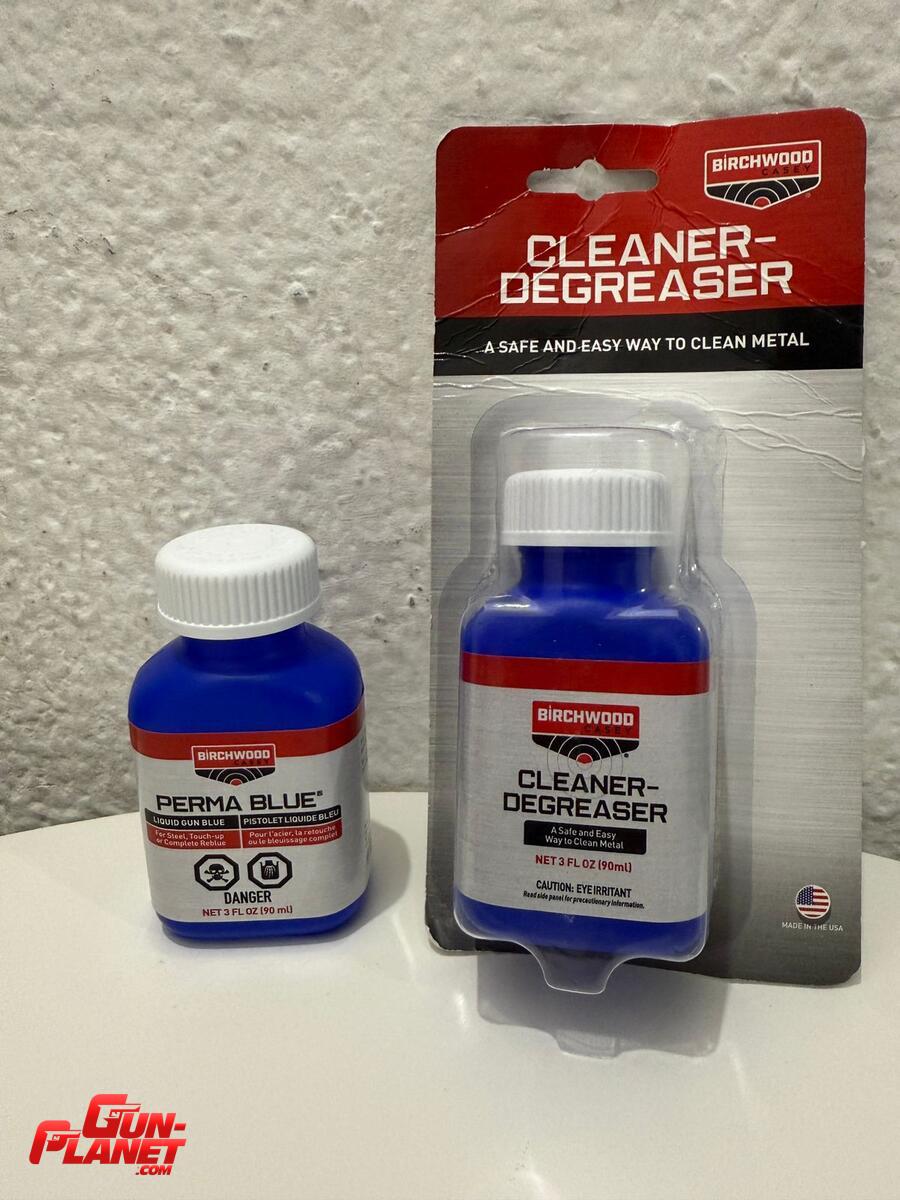 BIRCHWOOD
CASEY
CLEANER-
DEGREASER
A SAFE AND EASY WAY TO CLEAN METAL
BIRCHWOOD
CASEY
CLEANER-
DEGREASER
A Safe and Easy
Way to Clean Metal
NET 3 FL OZ (90ml)
CAUTION: EYE IRRITANT
Read side panel for precautionary information.
MADE IN THE USA
BIRCHWOOD
CASEY
PERMA BLUE®
LIQUID GUN BLUE
PISTOLET LIQUIDE BLEU
For Steel, Touch-up
or Complete Reblue
Pour l'acier, la retouche
ou le bleuissage complet
DANGER
NET 3 FL OZ (90 ml)
GUN-
PLANET
.COM